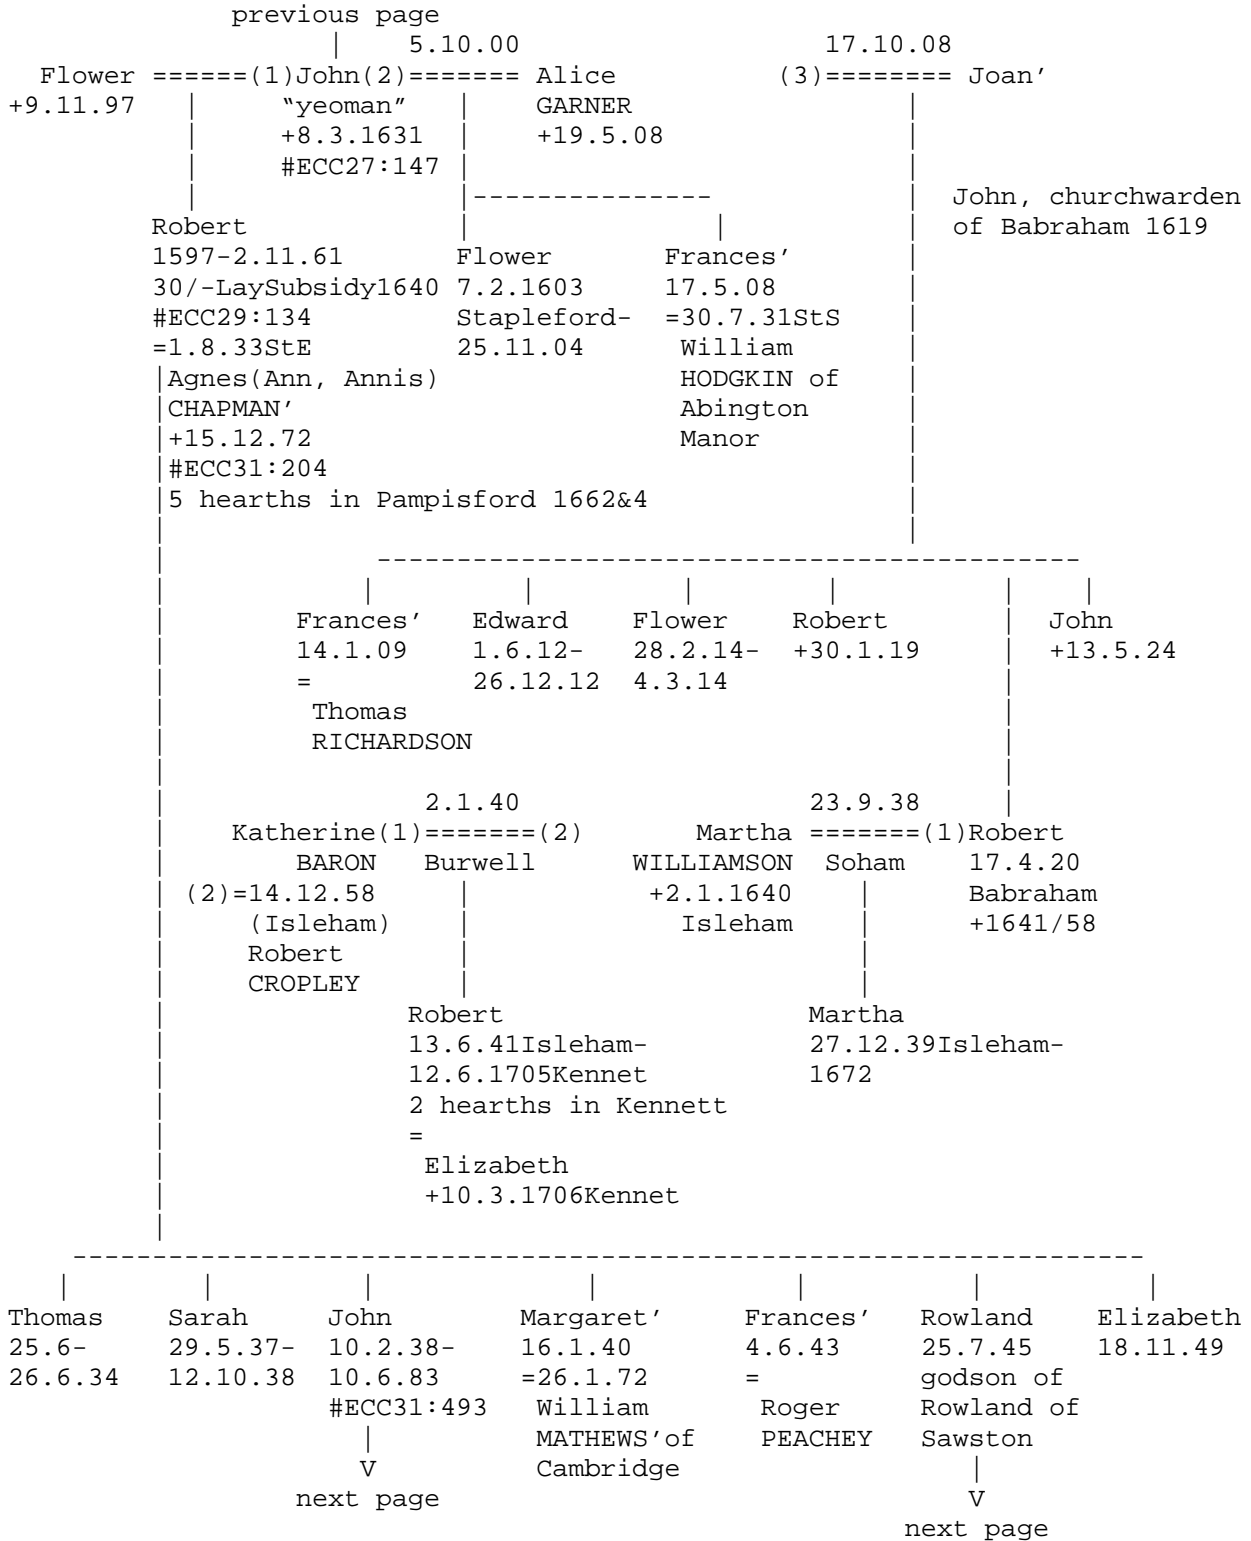 previous page
| 5.10.00 17.10.08
Flower ======(1)John(2)======= Alice (3)======== Joan’
+9.11.97 | “yeoman” | GARNER |
| +8.3.1631 | +19.5.08 |
| #ECC27:147 | |
| |--------------- | John, churchwarden
Robert | | | of Babraham 1619
1597-2.11.61 Flower Frances’ |
30/-LaySubsidy1640 7.2.1603 17.5.08 |
#ECC29:134 Stapleford- =30.7.31StS |
=1.8.33StE 25.11.04 William |
|Agnes(Ann, Annis) HODGKIN of |
|CHAPMAN’ Abington |
|+15.12.72 Manor |
|#ECC31:204 |
|5 hearths in Pampisford 1662&4 |
| |
| --------------------------------------------
| | | | | | |
| Frances’ Edward Flower Robert | John
| 14.1.09 1.6.12- 28.2.14- +30.1.19 | +13.5.24
| = 26.12.12 4.3.14 |
| Thomas |
| RICHARDSON |
| |
| 2.1.40 23.9.38 |
| Katherine(1)=======(2) Martha =======(1)Robert
| BARON Burwell WILLIAMSON Soham 17.4.20
| (2)=14.12.58 | +2.1.1640 | Babraham
| (Isleham) | Isleham | +1641/58
| Robert | |
| CROPLEY | |
| Robert Martha
| 13.6.41Isleham- 27.12.39Isleham-
| 12.6.1705Kennet 1672
| 2 hearths in Kennett
| =
| Elizabeth
| +10.3.1706Kennet
|
-------------------------------------------------------------------
| | | | | | |
Thomas Sarah John Margaret’ Frances’ Rowland Elizabeth
25.6- 29.5.37- 10.2.38- 16.1.40 4.6.43 25.7.45 18.11.49
26.6.34 12.10.38 10.6.83 =26.1.72 = godson of
#ECC31:493 William Roger Rowland of
| MATHEWS’of PEACHEY Sawston
V Cambridge |
next page V
next page